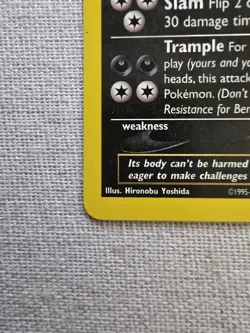 Slam Flip 2
30 damage tim
Trample For
play (yours and yo
heads, this attac
Pokémon. (Don't
Resistance for Ben
weakness
Its body can't be harmed
eager to make challenges
Illus. Hironobu Yoshida
©1995